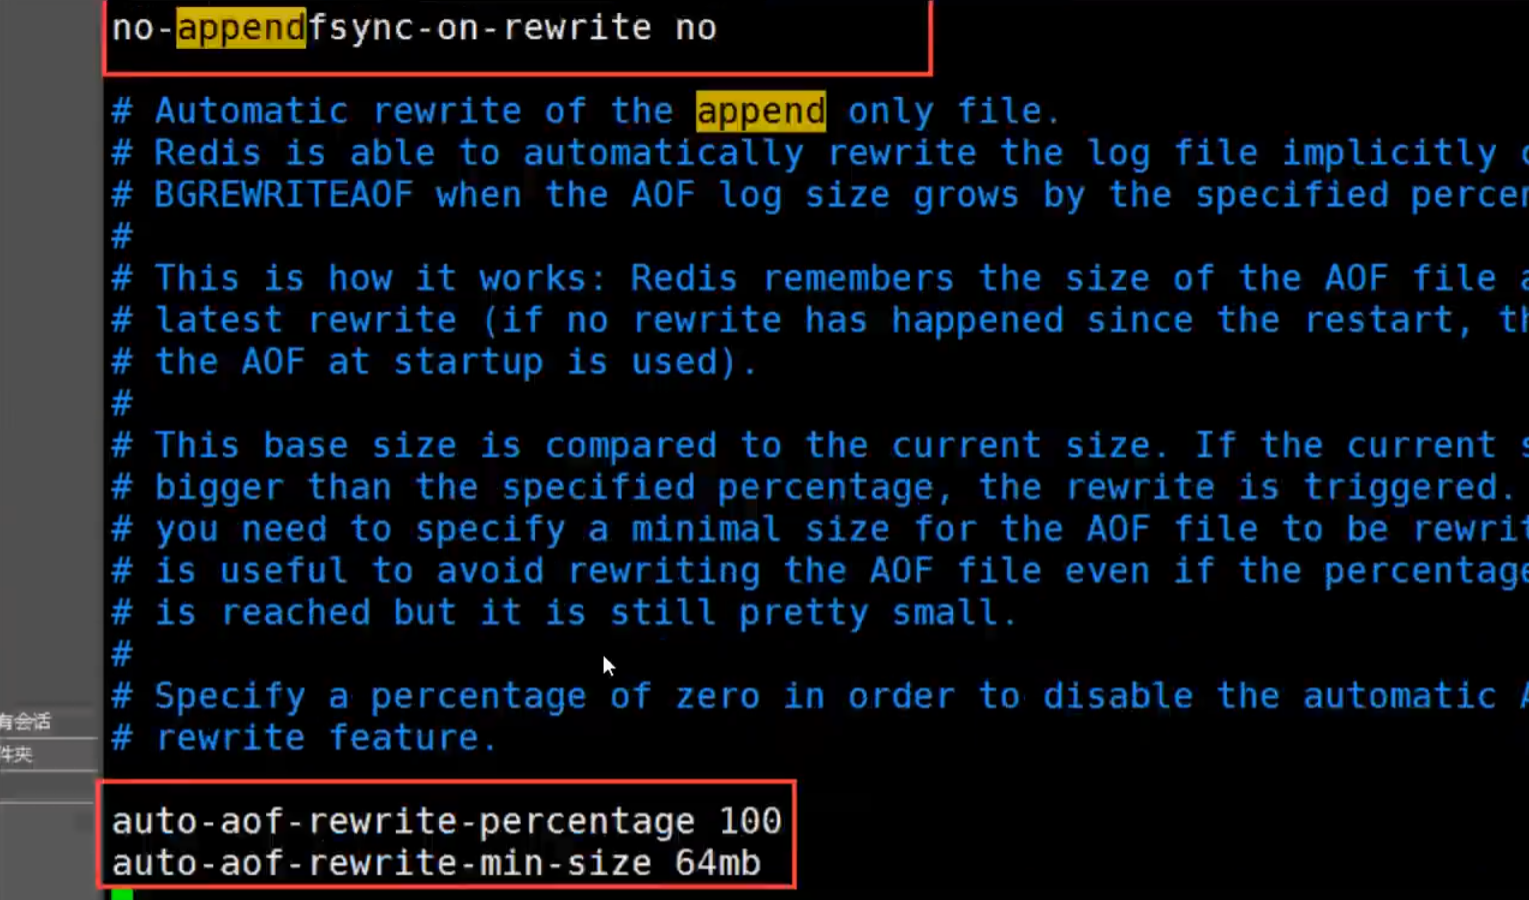 no-appendfsync-on-rewrite no
# Automatic rewrite of the append only file.
# Redis is able to automatically rewrite the log file implicitly
# BGREWRITEAOF when the AOF log size grows by the specified
#
# This is how it works: Redis remembers the size of the AOF file
# latest rewrite (if no rewrite has happened since the restart,
# the AOF at startup is used).
#
# This base size is compared to the current size. If the current
# bigger than the specified percentage, the rewrite is triggered.
# you need to specify a minimal size for the AOF file to be
# is useful to avoid rewriting the AOF file even if the percentage
# is reached but it is still pretty small.
#
# Specify a percentage of zero in order to disable the automatic
# rewrite feature.
有会话
件夹
auto-aof-rewrite-percentage 100
auto-aof-rewrite-min-size 64mb